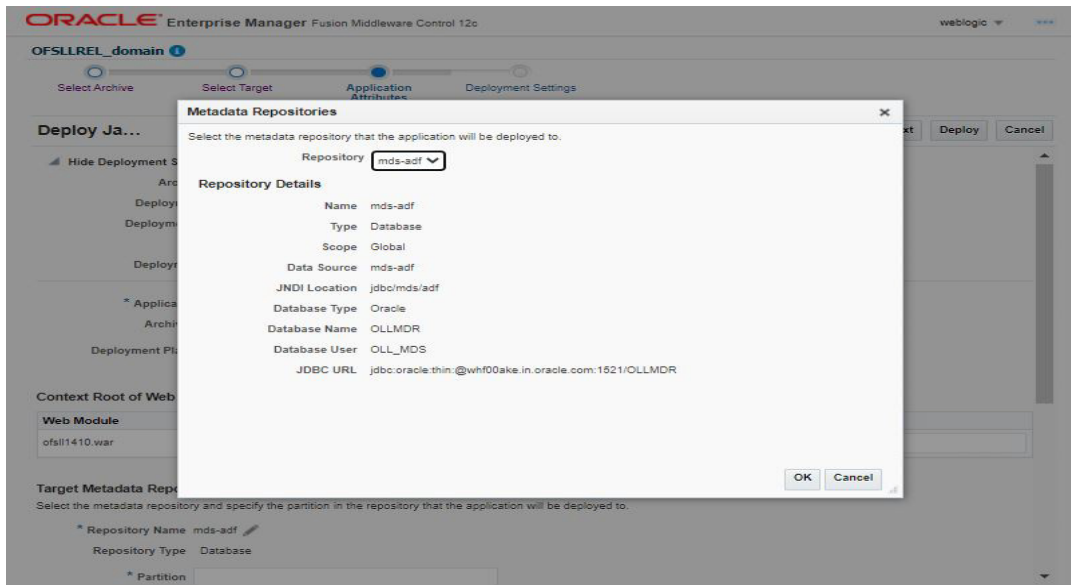 ORACLE Enterprise Manager Fusion Middleware Control 12c
weblogic
OFSLLREL_domain
Select Archive
Select Target
Application Attributes
Deployment Settings
Deploy Ja...
xt
Deploy
Cancel
Hide Deployment S
Arc
Deploy
Deploym
Deploy
* Applica
Archi
Deployment Pl
Context Root of Web
Web Module
ofsll1410.war
Metadata Repositories
Select the metadata repository that the application will be deployed to.
Repository mds-adf
Repository Details
Name mds-adf
Type Database
Scope Global
Data Source mds-adf
JNDI Location jdbc/mds/adf
Database Type Oracle
Database Name OLLMDR
Database User OLL_MDS
JDBC URL jdbc:oracle:thin:@whf00ake.in.oracle.com:1521/OLLMDR
OK
Cancel
Target Metadata Repo
Select the metadata repository and specify the partition in the repository that the application will be deployed to.
* Repository Name mds-adf
Repository Type Database
* Partition